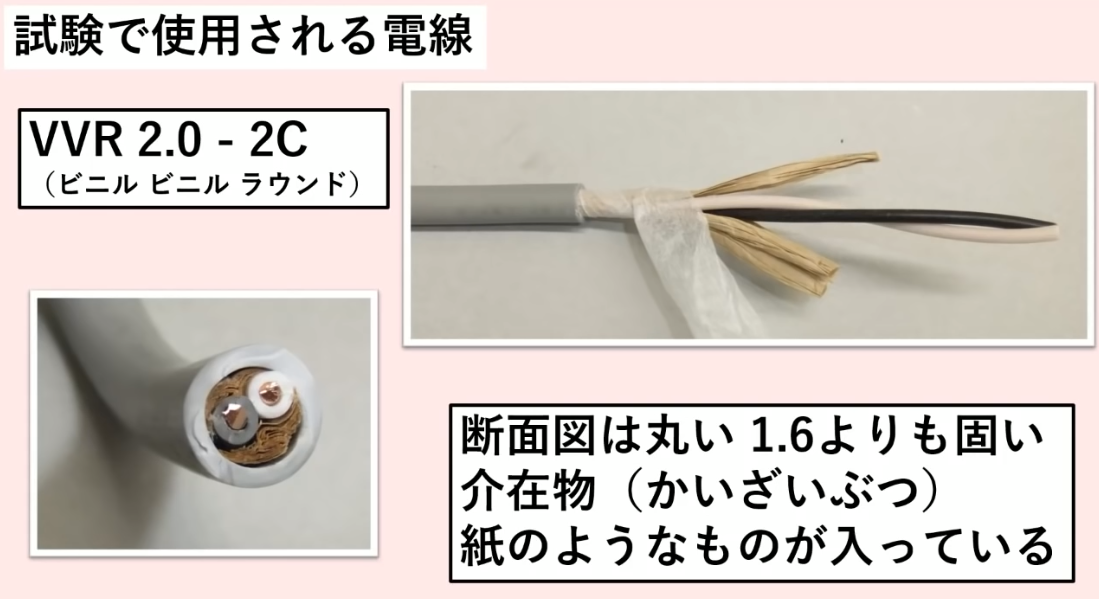 試験で使用される電線
VVR 2.0 - 2C
（ビニル ビニル ラウンド）
断面図は丸い 1.6よりも固い
介在物（かいざいぶつ）
紙のようなものが入っている